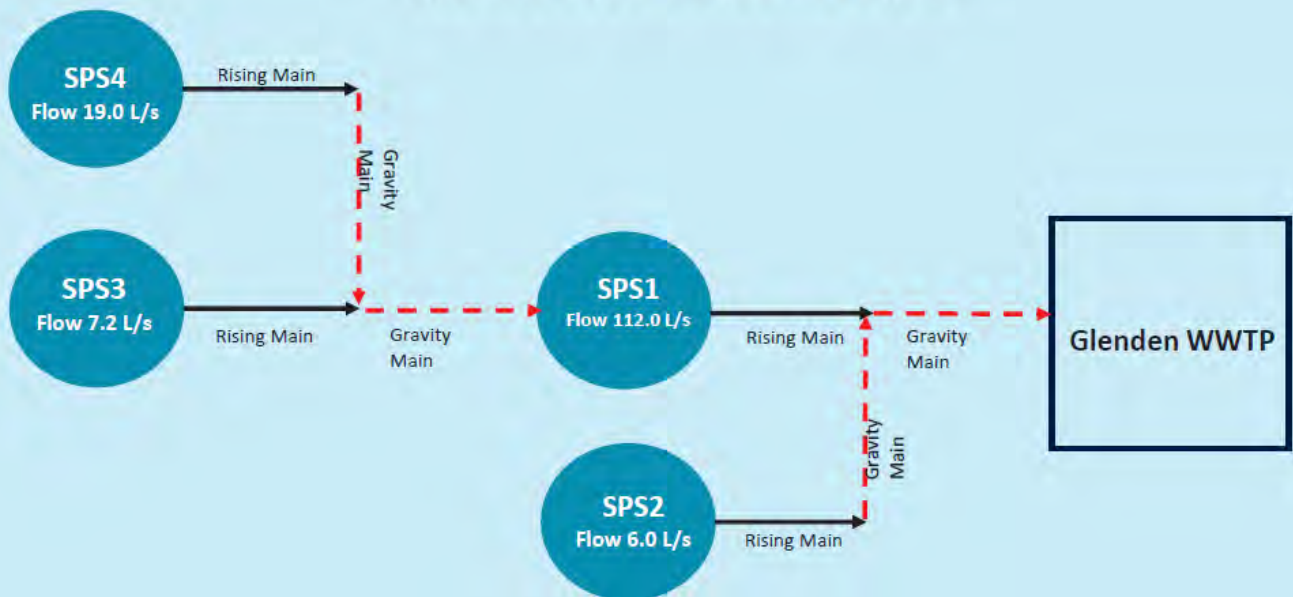 SPS4
Flow 19.0 L/s
Rising Main
Gravity
Main
SPS3
Flow 7.2 L/s
Rising Main
Gravity
Main
SPS1
Flow 112.0 L/s
Rising Main
Gravity
Main
Glenden WWTP
Gravity
Main
SPS2
Flow 6.0 L/s
Rising Main